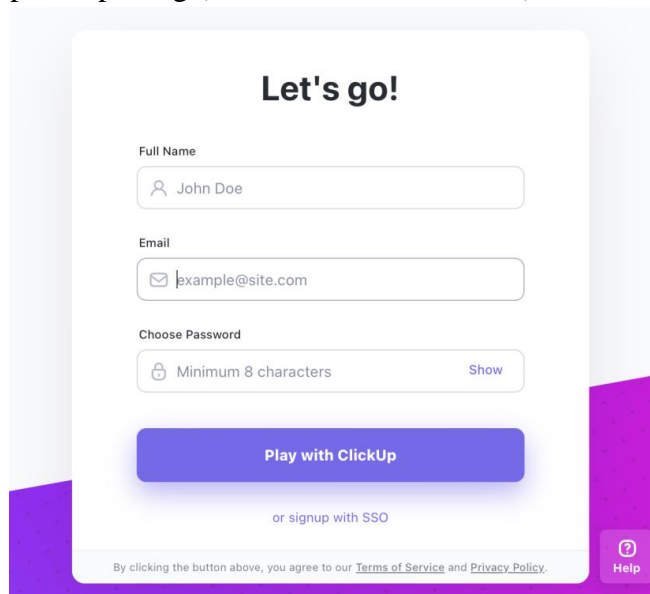 Let's go!
Full Name
John Doe
Email
example@site.com
Choose Password
Minimum 8 characters
Show
Play with ClickUp
or signup with SSO
Help
By clicking the button above, you agree to our Terms of Service and Privacy Policy.